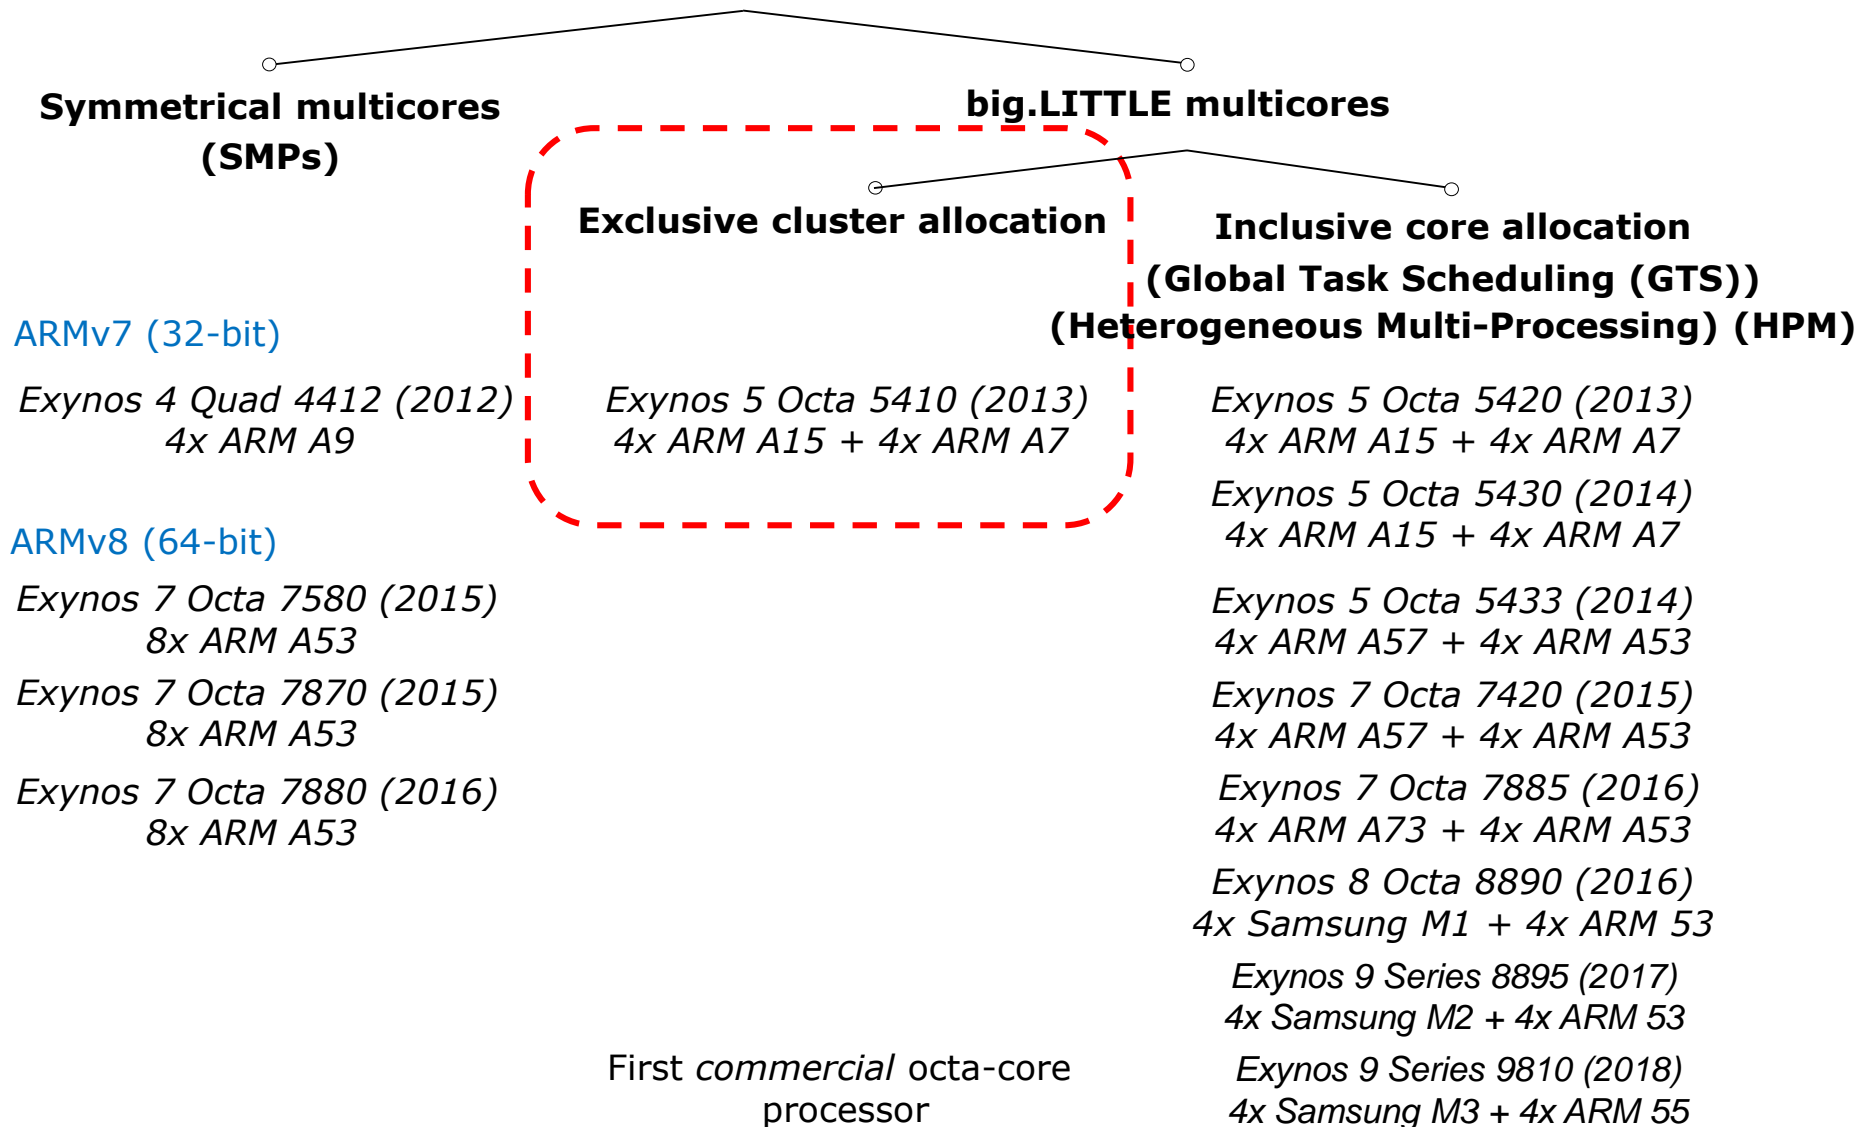 Symmetrical multicores
(SMPs)
big.LITTLE multicores
Exclusive cluster allocation
Inclusive core allocation
(Global Task Scheduling (GTS))
(Heterogeneous Multi-Processing) (HPM)
ARMv7 (32-bit)
Exynos 4 Quad 4412 (2012)
4x ARM A9
Exynos 5 Octa 5410 (2013)
4x ARM A15 + 4x ARM A7
Exynos 5 Octa 5420 (2013)
4x ARM A15 + 4x ARM A7
Exynos 5 Octa 5430 (2014)
4x ARM A15 + 4x ARM A7
ARMv8 (64-bit)
Exynos 7 Octa 7580 (2015)
8x ARM A53
Exynos 7 Octa 7870 (2015)
8x ARM A53
Exynos 7 Octa 7880 (2016)
8x ARM A53
Exynos 5 Octa 5433 (2014)
4x ARM A57 + 4x ARM A53
Exynos 7 Octa 7420 (2015)
4x ARM A57 + 4x ARM A53
Exynos 7 Octa 7885 (2016)
4x ARM A73 + 4x ARM A53
Exynos 8 Octa 8890 (2016)
4x Samsung M1 + 4x ARM 53
Exynos 9 Series 8895 (2017)
4x Samsung M2 + 4x ARM 53
First commercial octa-core
processor
Exynos 9 Series 9810 (2018)
4x Samsung M3 + 4x ARM 55